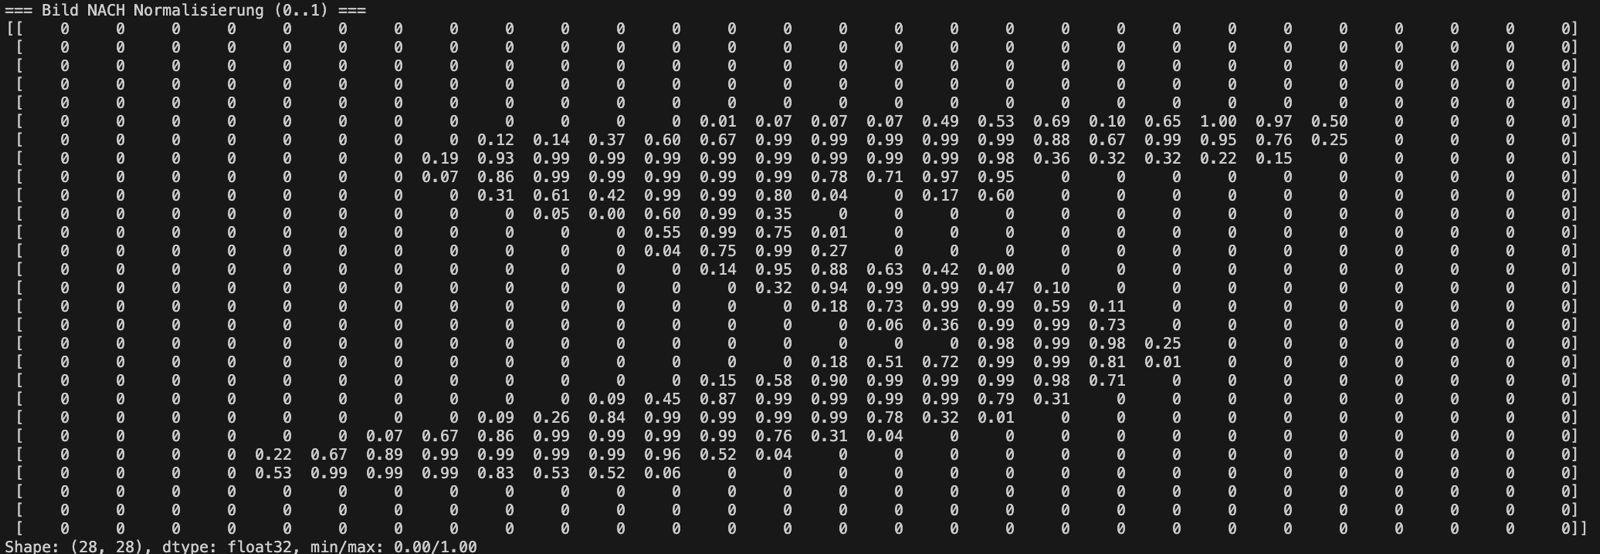 === Bild NACH Normalisierung (0..1) ===
[[ 0 0 0 0 0 0 0 0 0 0 0 0 0 0 0 0 0 0 0 0 0 0 0 0 0 0 0 0]
[ 0 0 0 0 0 0 0 0 0 0 0 0 0 0 0 0 0 0 0 0 0 0 0 0 0 0 0 0]
[ 0 0 0 0 0 0 0 0 0 0 0 0 0 0 0 0 0 0 0 0 0 0 0 0 0 0 0 0]
[ 0 0 0 0 0 0 0 0 0 0 0 0 0 0 0 0 0 0 0 0 0 0 0 0 0 0 0 0]
[ 0 0 0 0 0 0 0 0 0 0 0 0 0 0 0 0 0 0 0 0 0 0 0 0 0 0 0 0]
[ 0 0 0 0 0 0 0 0 0 0 0 0 0.01 0.07 0.07 0.07 0.49 0.53 0.69 0.10 0.65 1.00 0.97 0.50 0 0 0 0]
[ 0 0 0 0 0 0 0 0 0.12 0.14 0.37 0.60 0.67 0.99 0.99 0.99 0.99 0.99 0.88 0.67 0.99 0.95 0.76 0.25 0 0 0 0]
[ 0 0 0 0 0 0 0 0.19 0.93 0.99 0.99 0.99 0.99 0.99 0.99 0.99 0.99 0.98 0.36 0.32 0.32 0.22 0.15 0 0 0 0 0]
[ 0 0 0 0 0 0 0 0.07 0.86 0.99 0.99 0.99 0.99 0.99 0.78 0.71 0.97 0.95 0 0 0 0 0 0 0 0 0 0]
[ 0 0 0 0 0 0 0 0 0.31 0.61 0.42 0.99 0.99 0.80 0.04 0 0.17 0.60 0 0 0 0 0 0 0 0 0 0]
[ 0 0 0 0 0 0 0 0 0 0.05 0.00 0.60 0.99 0.35 0 0 0 0 0 0 0 0 0 0 0 0 0 0]
[ 0 0 0 0 0 0 0 0 0 0 0 0.55 0.99 0.75 0.01 0 0 0 0 0 0 0 0 0 0 0 0 0]
[ 0 0 0 0 0 0 0 0 0 0 0 0.04 0.75 0.99 0.27 0 0 0 0 0 0 0 0 0 0 0 0 0]
[ 0 0 0 0 0 0 0 0 0 0 0 0 0.14 0.95 0.88 0.63 0.42 0.00 0 0 0 0 0 0 0 0 0 0]
[ 0 0 0 0 0 0 0 0 0 0 0 0 0 0.32 0.94 0.99 0.99 0.47 0.10 0 0 0 0 0 0 0 0 0]
[ 0 0 0 0 0 0 0 0 0 0 0 0 0 0 0.18 0.73 0.99 0.99 0.59 0.11 0 0 0 0 0 0 0 0]
[ 0 0 0 0 0 0 0 0 0 0 0 0 0 0 0 0.06 0.36 0.99 0.99 0.73 0 0 0 0 0 0 0 0]
[ 0 0 0 0 0 0 0 0 0 0 0 0 0 0 0 0 0 0.98 0.99 0.98 0.25 0 0 0 0 0 0 0]
[ 0 0 0 0 0 0 0 0 0 0 0 0 0 0 0.18 0.51 0.72 0.99 0.99 0.81 0.01 0 0 0 0 0 0 0]
[ 0 0 0 0 0 0 0 0 0 0 0 0 0.15 0.58 0.90 0.99 0.99 0.99 0.98 0.71 0 0 0 0 0 0 0 0]
[ 0 0 0 0 0 0 0 0 0 0 0.09 0.45 0.87 0.99 0.99 0.99 0.99 0.79 0.31 0 0 0 0 0 0 0 0 0]
[ 0 0 0 0 0 0 0 0 0.09 0.26 0.84 0.99 0.99 0.99 0.99 0.78 0.32 0.01 0 0 0 0 0 0 0 0 0 0]
[ 0 0 0 0 0 0 0.07 0.67 0.86 0.99 0.99 0.99 0.99 0.76 0.31 0.04 0 0 0 0 0 0 0 0 0 0 0 0]
[ 0 0 0 0 0.22 0.67 0.89 0.99 0.99 0.99 0.99 0.96 0.52 0.04 0 0 0 0 0 0 0 0 0 0 0 0 0 0]
[ 0 0 0 0 0.53 0.99 0.99 0.99 0.83 0.53 0.52 0.06 0 0 0 0 0 0 0 0 0 0 0 0 0 0 0 0]
[ 0 0 0 0 0 0 0 0 0 0 0 0 0 0 0 0 0 0 0 0 0 0 0 0 0 0 0 0]
[ 0 0 0 0 0 0 0 0 0 0 0 0 0 0 0 0 0 0 0 0 0 0 0 0 0 0 0 0]
[ 0 0 0 0 0 0 0 0 0 0 0 0 0 0 0 0 0 0 0 0 0 0 0 0 0 0 0 0]]
Shape: (28, 28), dtype: float32, min/max: 0.00/1.00